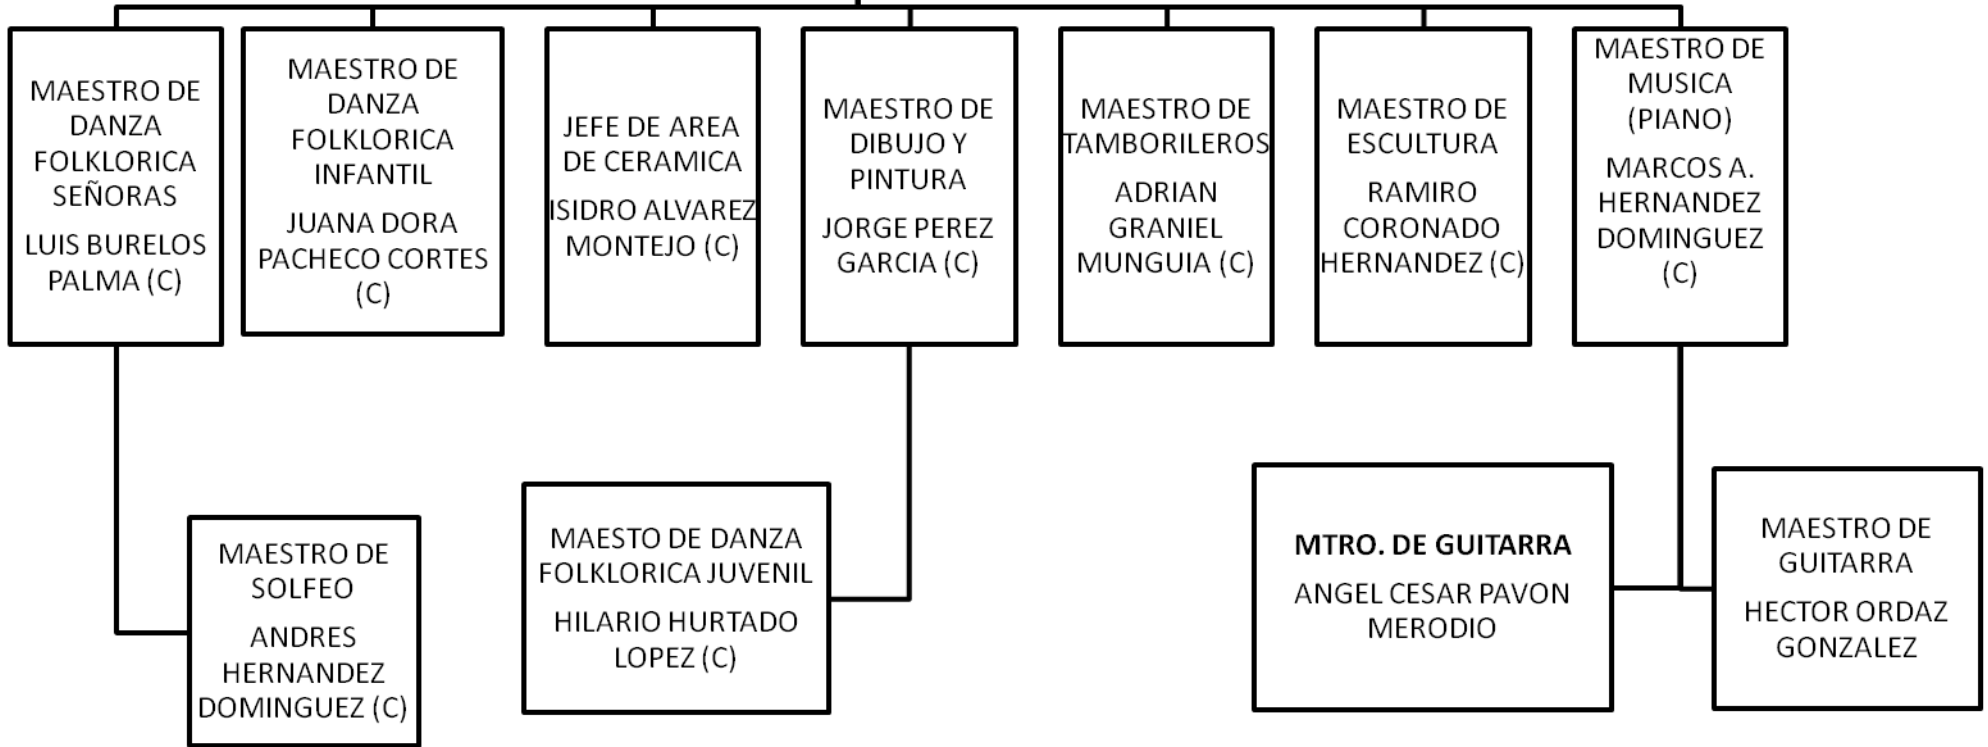 MAESTRO DE
DANZA
FOLKLORICA
SEÑORAS
LUIS BURELOS
PALMA (C)
MAESTRO DE
DANZA
FOLKLORICA
INFANTIL
JUANA DORA
PACHECO CORTES
(C)
JEFE DE AREA
DE CERAMICA
ISIDRO ALVAREZ
MONTEJO (C)
MAESTRO DE
DIBUJO Y
PINTURA
JORGE PEREZ
GARCIA (C)
MAESTRO DE
TAMBORILEROS
ADRIAN
GRANIEL
MUNGUIA (C)
MAESTRO DE
ESCULTURA
RAMIRO
CORONADO
HERNANDEZ (C)
MAESTRO DE
MUSICA
(PIANO)
MARCOS A.
HERNANDEZ
DOMINGUEZ
(C)
MAESTRO DE
SOLFEO
ANDRES
HERNANDEZ
DOMINGUEZ (C)
MAESTO DE DANZA
FOLKLORICA JUVENIL
HILARIO HURTADO
LOPEZ (C)
MTRO. DE GUITARRA
ANGEL CESAR PAVON
MERODIO
MAESTRO DE
GUITARRA
HECTOR ORDAZ
GONZALEZ